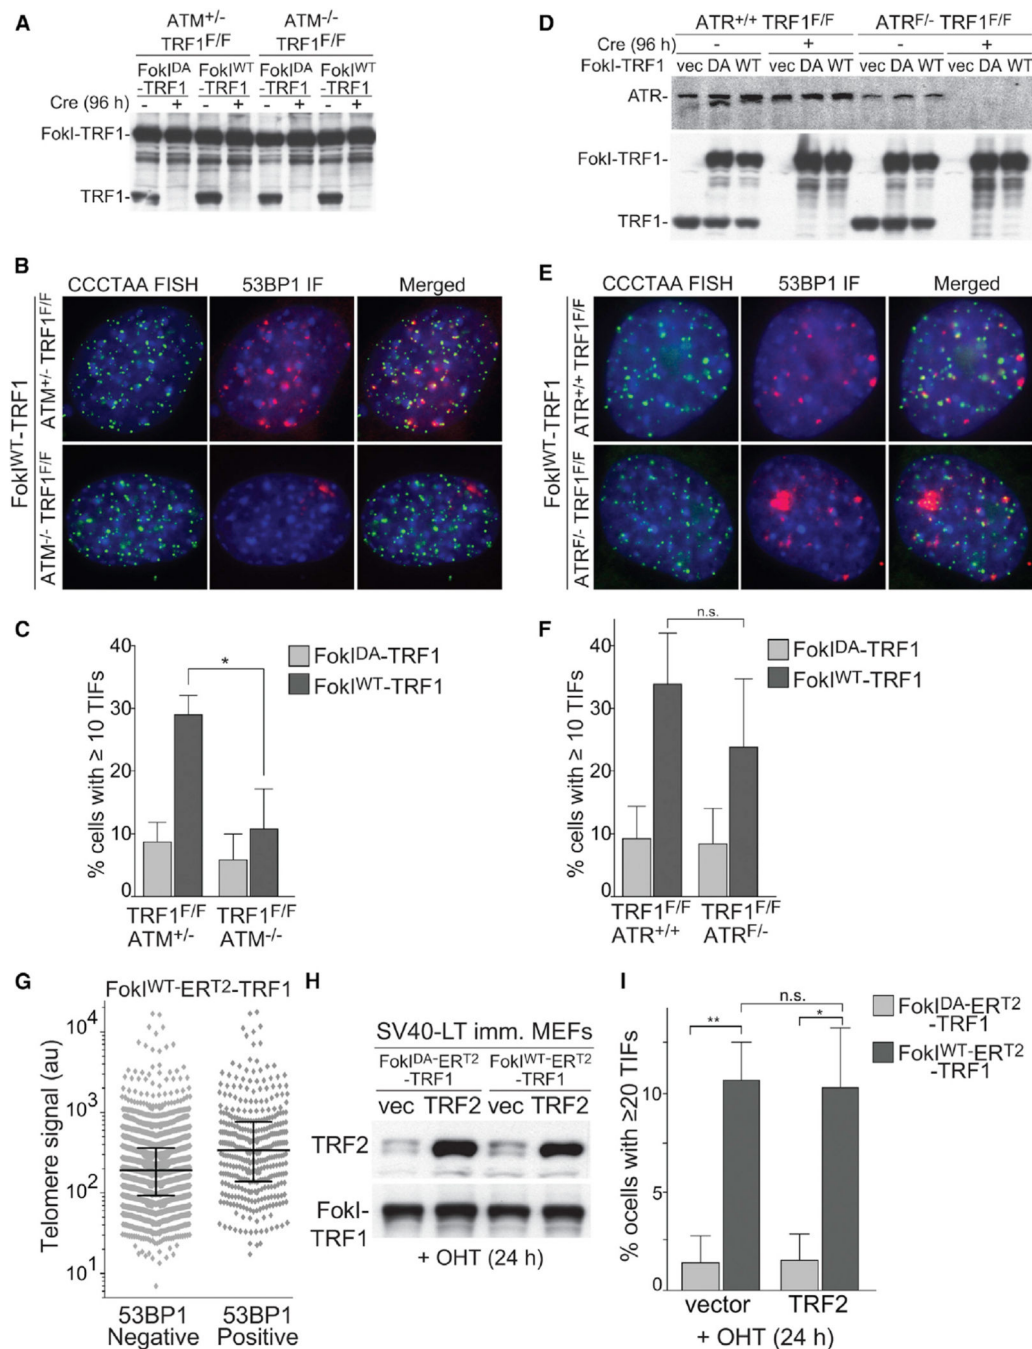 A
ATM+/-
TRF1F/F
ATM-/-
TRF1F/F
FokIDA
-TRF1
FokIWT
-TRF1
FokIDA
-TRF1
FokIWT
-TRF1
Cre (96 h) - + - + - + - +
FokI-TRF1-
TRF1-
B
CCCTAA FISH 53BP1 IF Merged
FokIWT-TRF1
ATM+/- TRF1F/F
ATM-/- TRF1F/F
C
% cells with ≥ 10 TIFs
40
30
20
10
0
*
FokIDA-TRF1
FokIWT-TRF1
TRF1F/F
ATM+/-
TRF1F/F
ATM-/-
D
ATR+/+ TRF1F/F ATRF/- TRF1F/F
Cre (96 h) - + - +
FokI-TRF1 vec DA WT vec DA WT vec DA WT vec DA WT
ATR-
FokI-TRF1-
TRF1-
E
CCCTAA FISH 53BP1 IF Merged
FokIWT-TRF1
ATR+/+ TRF1F/F
ATRF/- TRF1F/F
F
% cells with ≥ 10 TIFs
40
30
20
10
0
n.s.
FokIDA-TRF1
FokIWT-TRF1
TRF1F/F
ATR+/+
TRF1F/F
ATRF/-
G
FokIWT-ERT2-TRF1
Telomere signal (au)
104
103
102
101
53BP1
Negative
53BP1
Positive
H
SV40-LT imm. MEFs
FokIDA-ERT2
-TRF1
FokIWT-ERT2
-TRF1
vec TRF2 vec TRF2
TRF2
FokI-
TRF1
+ OHT (24 h)
I
% ocells with ≥20 TIFs
10
5
0
n.s.
** *
FokIDA-ERT2
-TRF1
FokIWT-ERT2
-TRF1
vector TRF2
+ OHT (24 h)